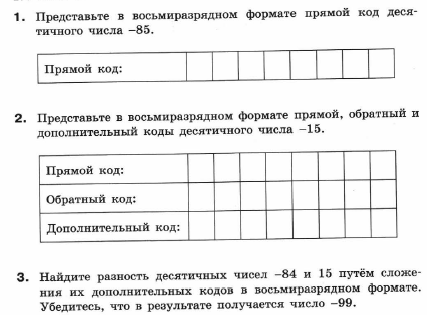 1. Представьте в восьмиразрядном формате прямой код деся-
тичного числа –85.
Прямой код:
2. Представьте в восьмиразрядном формате прямой, обратный и
дополнительный коды десятичного числа –15.
Прямой код:
Обратный код:
Дополнительный код:
3. Найдите разность десятичных чисел –84 и 15 путём сложе-
ния их дополнительных кодов в восьмиразрядном формате.
Убедитесь, что в результате получается число –99.